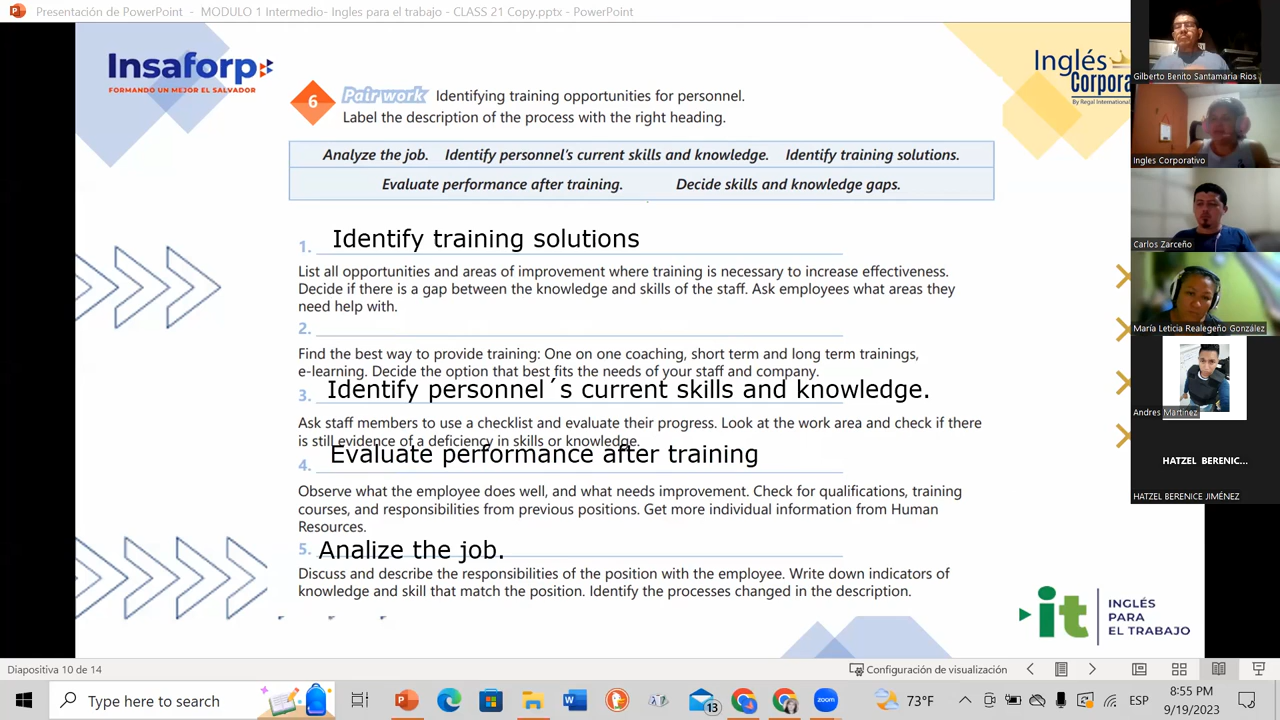 Presentación de PowerPoint - MODULO 1 Intermedio- Ingles para el trabajo - CLASS 21 Copy.pptx - PowerPoint
Insaforp
FORMANDO UN MEJOR EL SALVADOR
Inglés
Corpora
By Regal International
6 Pair work Identifying training opportunities for personnel.
Label the description of the process with the right heading.
Analyze the job. Identify personnel's current skills and knowledge. Identify training solutions.
Evaluate performance after training. Decide skills and knowledge gaps.
1. Identify training solutions
List all opportunities and areas of improvement where training is necessary to increase effectiveness.
Decide if there is a gap between the knowledge and skills of the staff. Ask employees what areas they
need help with.
2.
Find the best way to provide training: One on one coaching, short term and long term trainings,
e-learning. Decide the option that best fits the needs of your staff and company.
3. Identify personnel´s current skills and knowledge.
Ask staff members to use a checklist and evaluate their progress. Look at the work area and check if there
is still evidence of a deficiency in skills or knowledge.
4. Evaluate performance after training
Observe what the employee does well, and what needs improvement. Check for qualifications, training
courses, and responsibilities from previous positions. Get more individual information from Human
Resources.
5. Analize the job.
Discuss and describe the responsibilities of the position with the employee. Write down indicators of
knowledge and skill that match the position. Identify the processes changed in the description.
it INGLÉS
PARA
EL TRABAJO
Gilberto Benito Santamaria Rios
Ingles Corporativo
Carlos Zarceño
María Leticia Realegeño González
Andres Martinez
HATZEL BERENIC...
HATZEL BERENICE JIMÉNEZ
Diapositiva 10 de 14
Configuración de visualización
Type here to search
13
73°F
ESP
8:55 PM
9/19/2023